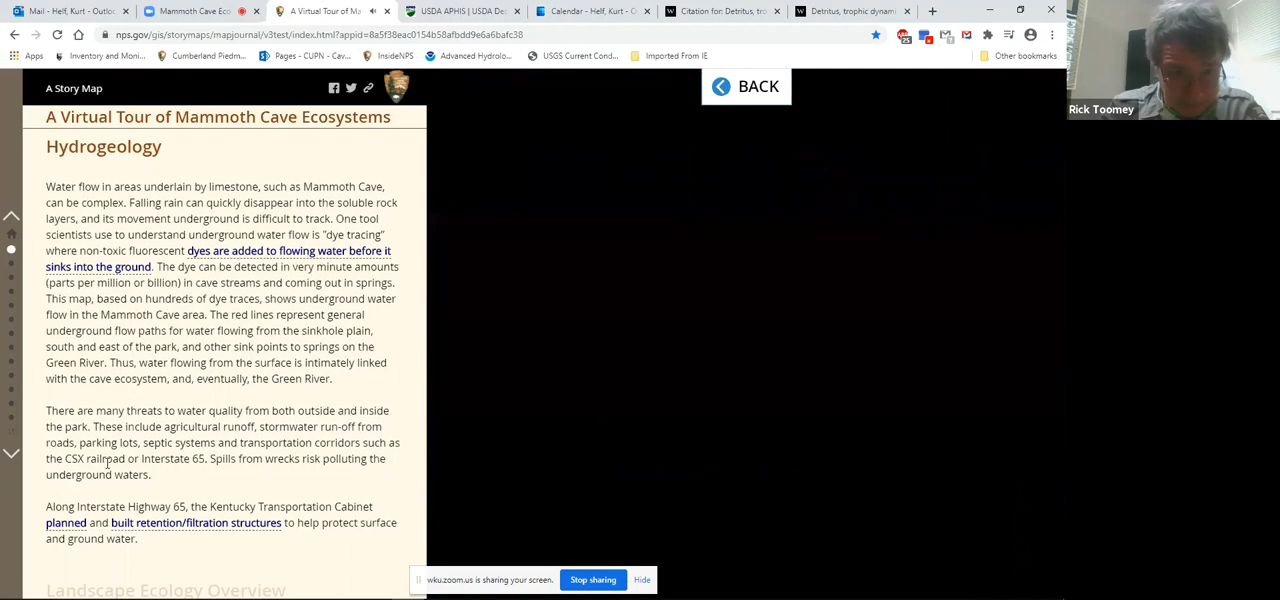 Mail - Helf, Kurt - Outloo
Mammoth Cave Eco
A Virtual Tour of Ma
USDA APHIS | USDA De
Calendar - Helf, Kurt - O
Citation for: Detritus, tro
Detritus, trophic dynami
nps.gov/gis/storymaps/mapjournal/v3test/index.html?appid=8a5f38eac0154b58afbdd9e6a6bafc38
Apps
Inventory and Moni...
Cumberland Piedm...
Pages - CUPN_CAV...
InsideNPS
Advanced Hydrolo...
USGS Current Cond...
Imported From IE
Other bookmarks
A Story Map
BACK
Rick Toomey
A Virtual Tour of Mammoth Cave Ecosystems
Hydrogeology
Water flow in areas underlain by limestone, such as Mammoth Cave,
can be complex. Falling rain can quickly disappear into the soluble rock
layers, and its movement underground is difficult to track. One tool
scientists use to understand underground water flow is "dye tracing"
where non-toxic fluorescent dyes are added to flowing water before it
sinks into the ground. The dye can be detected in very minute amounts
(parts per million or billion) in cave streams and coming out in springs.
This map, based on hundreds of dye traces, shows underground water
flow in the Mammoth Cave area. The red lines represent general
underground flow paths for water flowing from the sinkhole plain,
south and east of the park, and other sink points to springs on the
Green River. Thus, water flowing from the surface is intimately linked
with the cave ecosystem, and, eventually, the Green River.
There are many threats to water quality from both outside and inside
the park. These include agricultural runoff, stormwater run-off from
roads, parking lots, septic systems and transportation corridors such as
the CSX railroad or Interstate 65. Spills from wrecks risk polluting the
underground waters.
Along Interstate Highway 65, the Kentucky Transportation Cabinet
planned and built retention/filtration structures to help protect surface
and ground water.
Landscape Ecology Overview
wku.zoom.us is sharing your screen.
Stop sharing
Hide